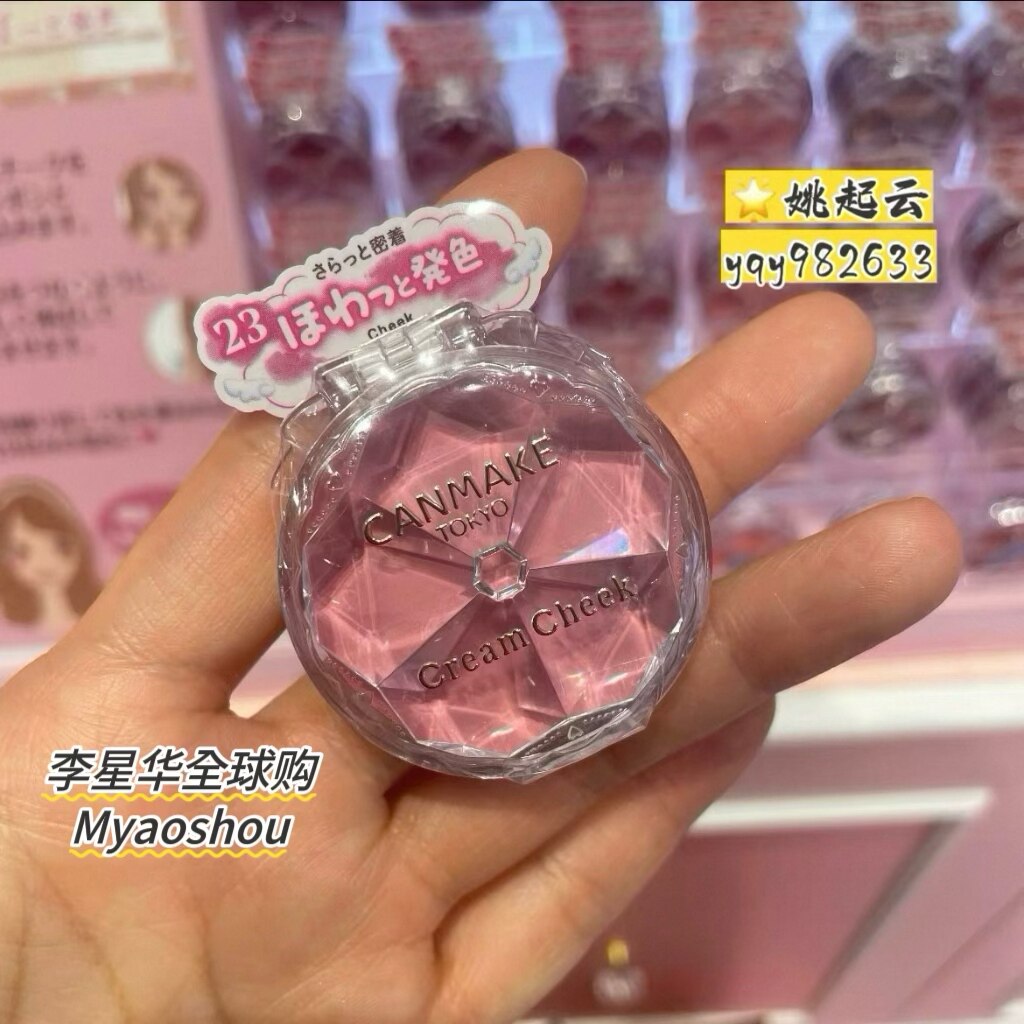 ⭐姚起云
yqy982633
さらっと密着
23 ほわっと発色
Cheek
CANMAKE
TOKYO
Cream Cheek
李星华全球购
Myaoshou